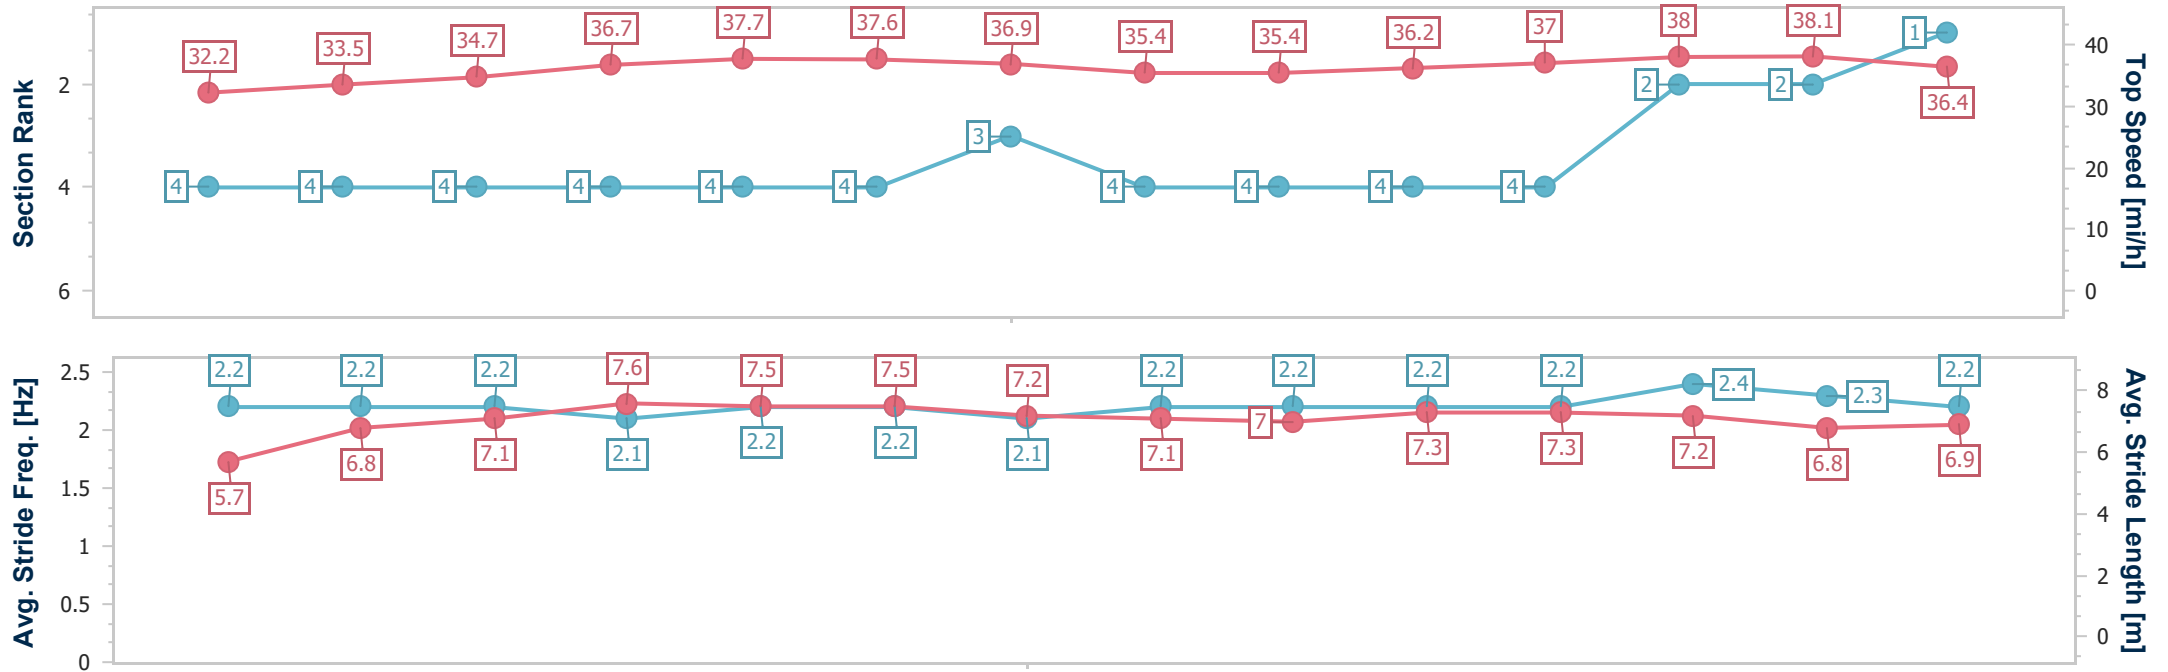 Section Rank
2
4
6
32.2 33.5 34.7 36.7 37.7 37.6 36.9 35.4 35.4 36.2 37 38 38.1 36.4
4 4 4 4 4 4 3 4 4 4 4 2 2 1
40
30
20
10
0
Top Speed [mi/h]
Avg. Stride Freq. [Hz]
2.5
2
1.5
1
0.5
0
2.2 2.2 2.2 7.6 7.5 7.5 7.2 2.2 2.2 2.2 2.2 2.4 2.3 2.2
5.7 6.8 7.1 2.1 2.2 2.2 2.1 7.1 7 7.3 7.3 7.2 6.8 6.9
8
6
4
2
0
Avg. Stride Length [m]